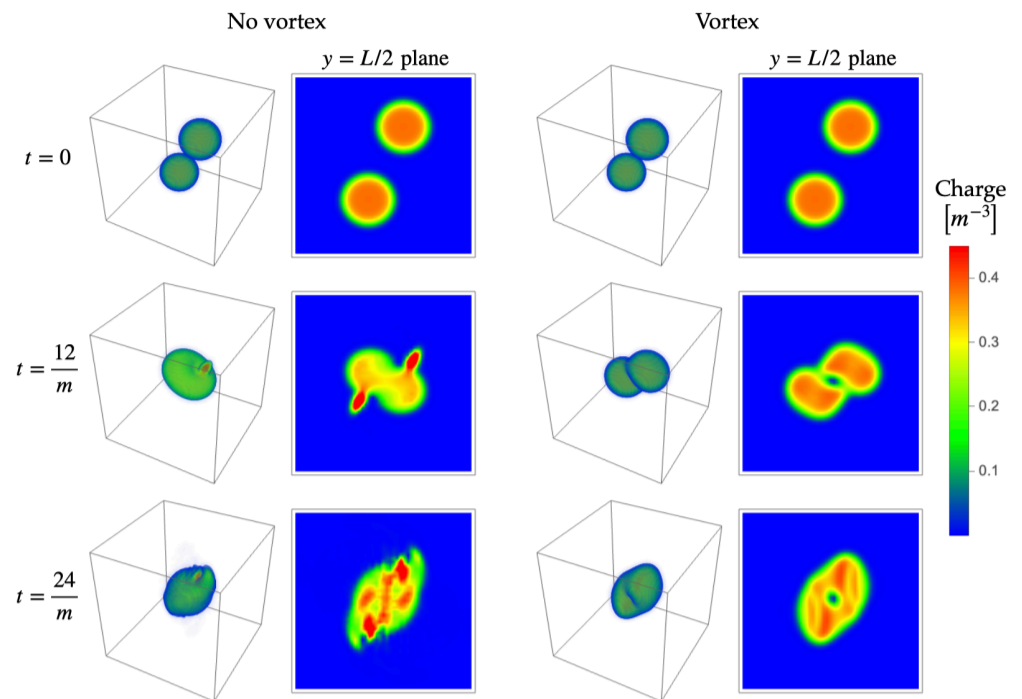 No vortex
Vortex
y = L/2 plane
y = L/2 plane
t = 0
Charge
[m⁻³]
0.4
0.3
0.2
0.1
t = 12/m
t = 24/m